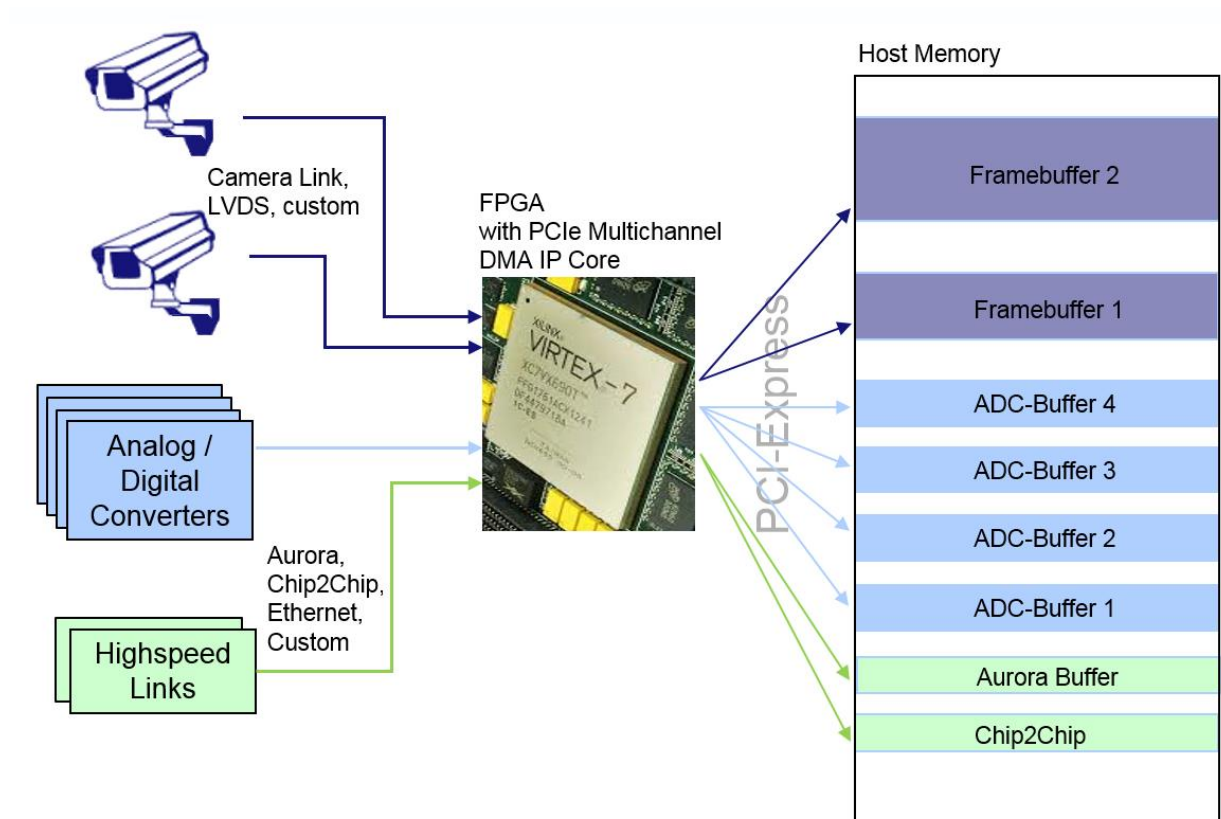 Host Memory
Camera Link,
LVDS, custom
FPGA
with PCIe Multichannel
DMA IP Core
Analog /
Digital
Converters
Aurora,
Chip2Chip,
Ethernet,
Custom
Highspeed
Links
XILINX
VIRTEX-7
XC7VX690T™
PCI-Express
Framebuffer 2
Framebuffer 1
ADC-Buffer 4
ADC-Buffer 3
ADC-Buffer 2
ADC-Buffer 1
Aurora Buffer
Chip2Chip